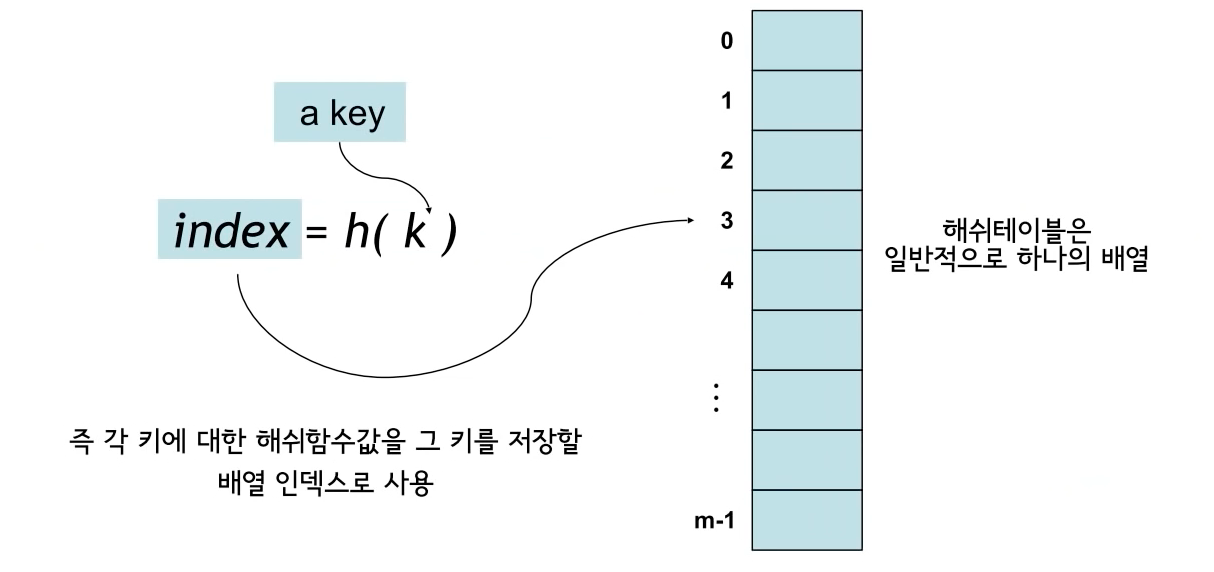 a key
index = h( k )
즉 각 키에 대한 해쉬함수값을 그 키를 저장할
배열 인덱스로 사용
0
1
2
3
4
⋮
m-1
해쉬테이블은
일반적으로 하나의 배열